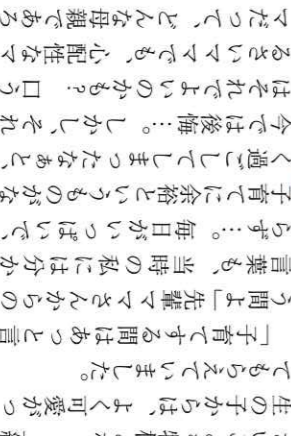 生の子からは、よく可愛がっ
てもらえていました。
「子育てする間はあっと言
う間よ」先輩ママさんからの
言葉も、当時の私には分か
らず…。毎日がいっぱいで、
子育てに余裕というものがな
く過ごしてしまったなあと、
今では後悔…。しかし、それ
はそれでよいのかも？　口う
るさいママでも、心配性なマ
マだって、どんな母親である